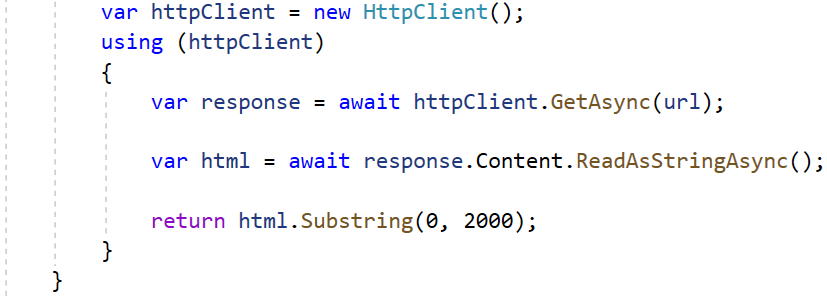 var httpClient = new HttpClient();
using (httpClient)
{
var response = await httpClient.GetAsync(url);
var html = await response.Content.ReadAsStringAsync();
return html.Substring(0, 2000);
}
}